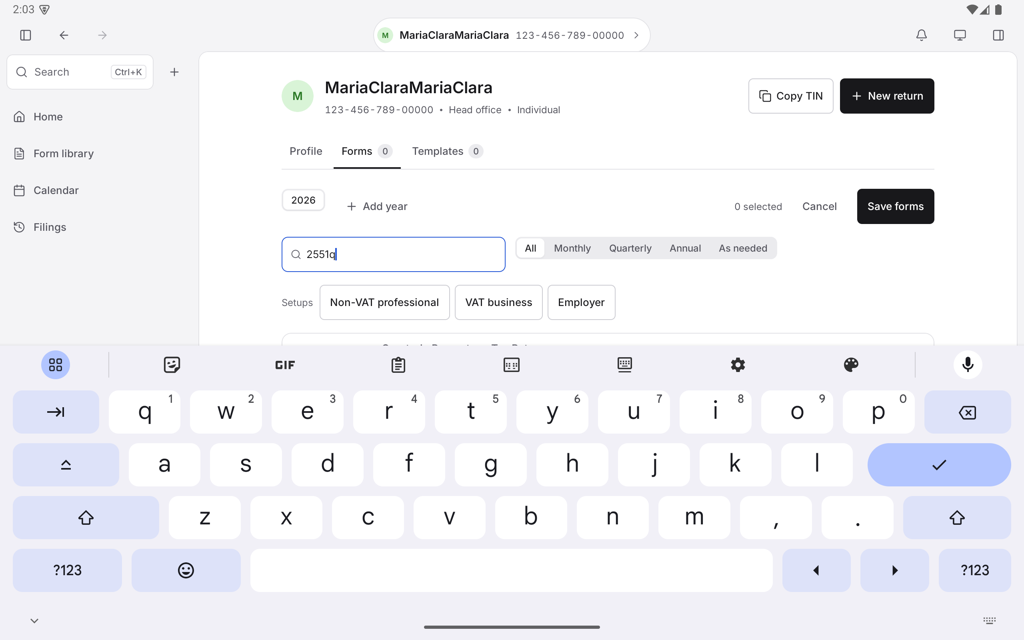 2:03
MariaClaraMariaClara 123-456-789-00000
Search Ctrl+K
Home
Form library
Calendar
Filings
M
MariaClaraMariaClara
123-456-789-00000 • Head office • Individual
Copy TIN
New return
Profile Forms 0 Templates 0
2026 Add year 0 selected Cancel Save forms
2551q
All Monthly Quarterly Annual As needed
Setups Non-VAT professional VAT business Employer
GIF
q 1 w 2 e 3 r 4 t 5 y 6 u 7 i 8 o 9 p 0
a s d f g h j k l
z x c v b n m , .
?123 ?123